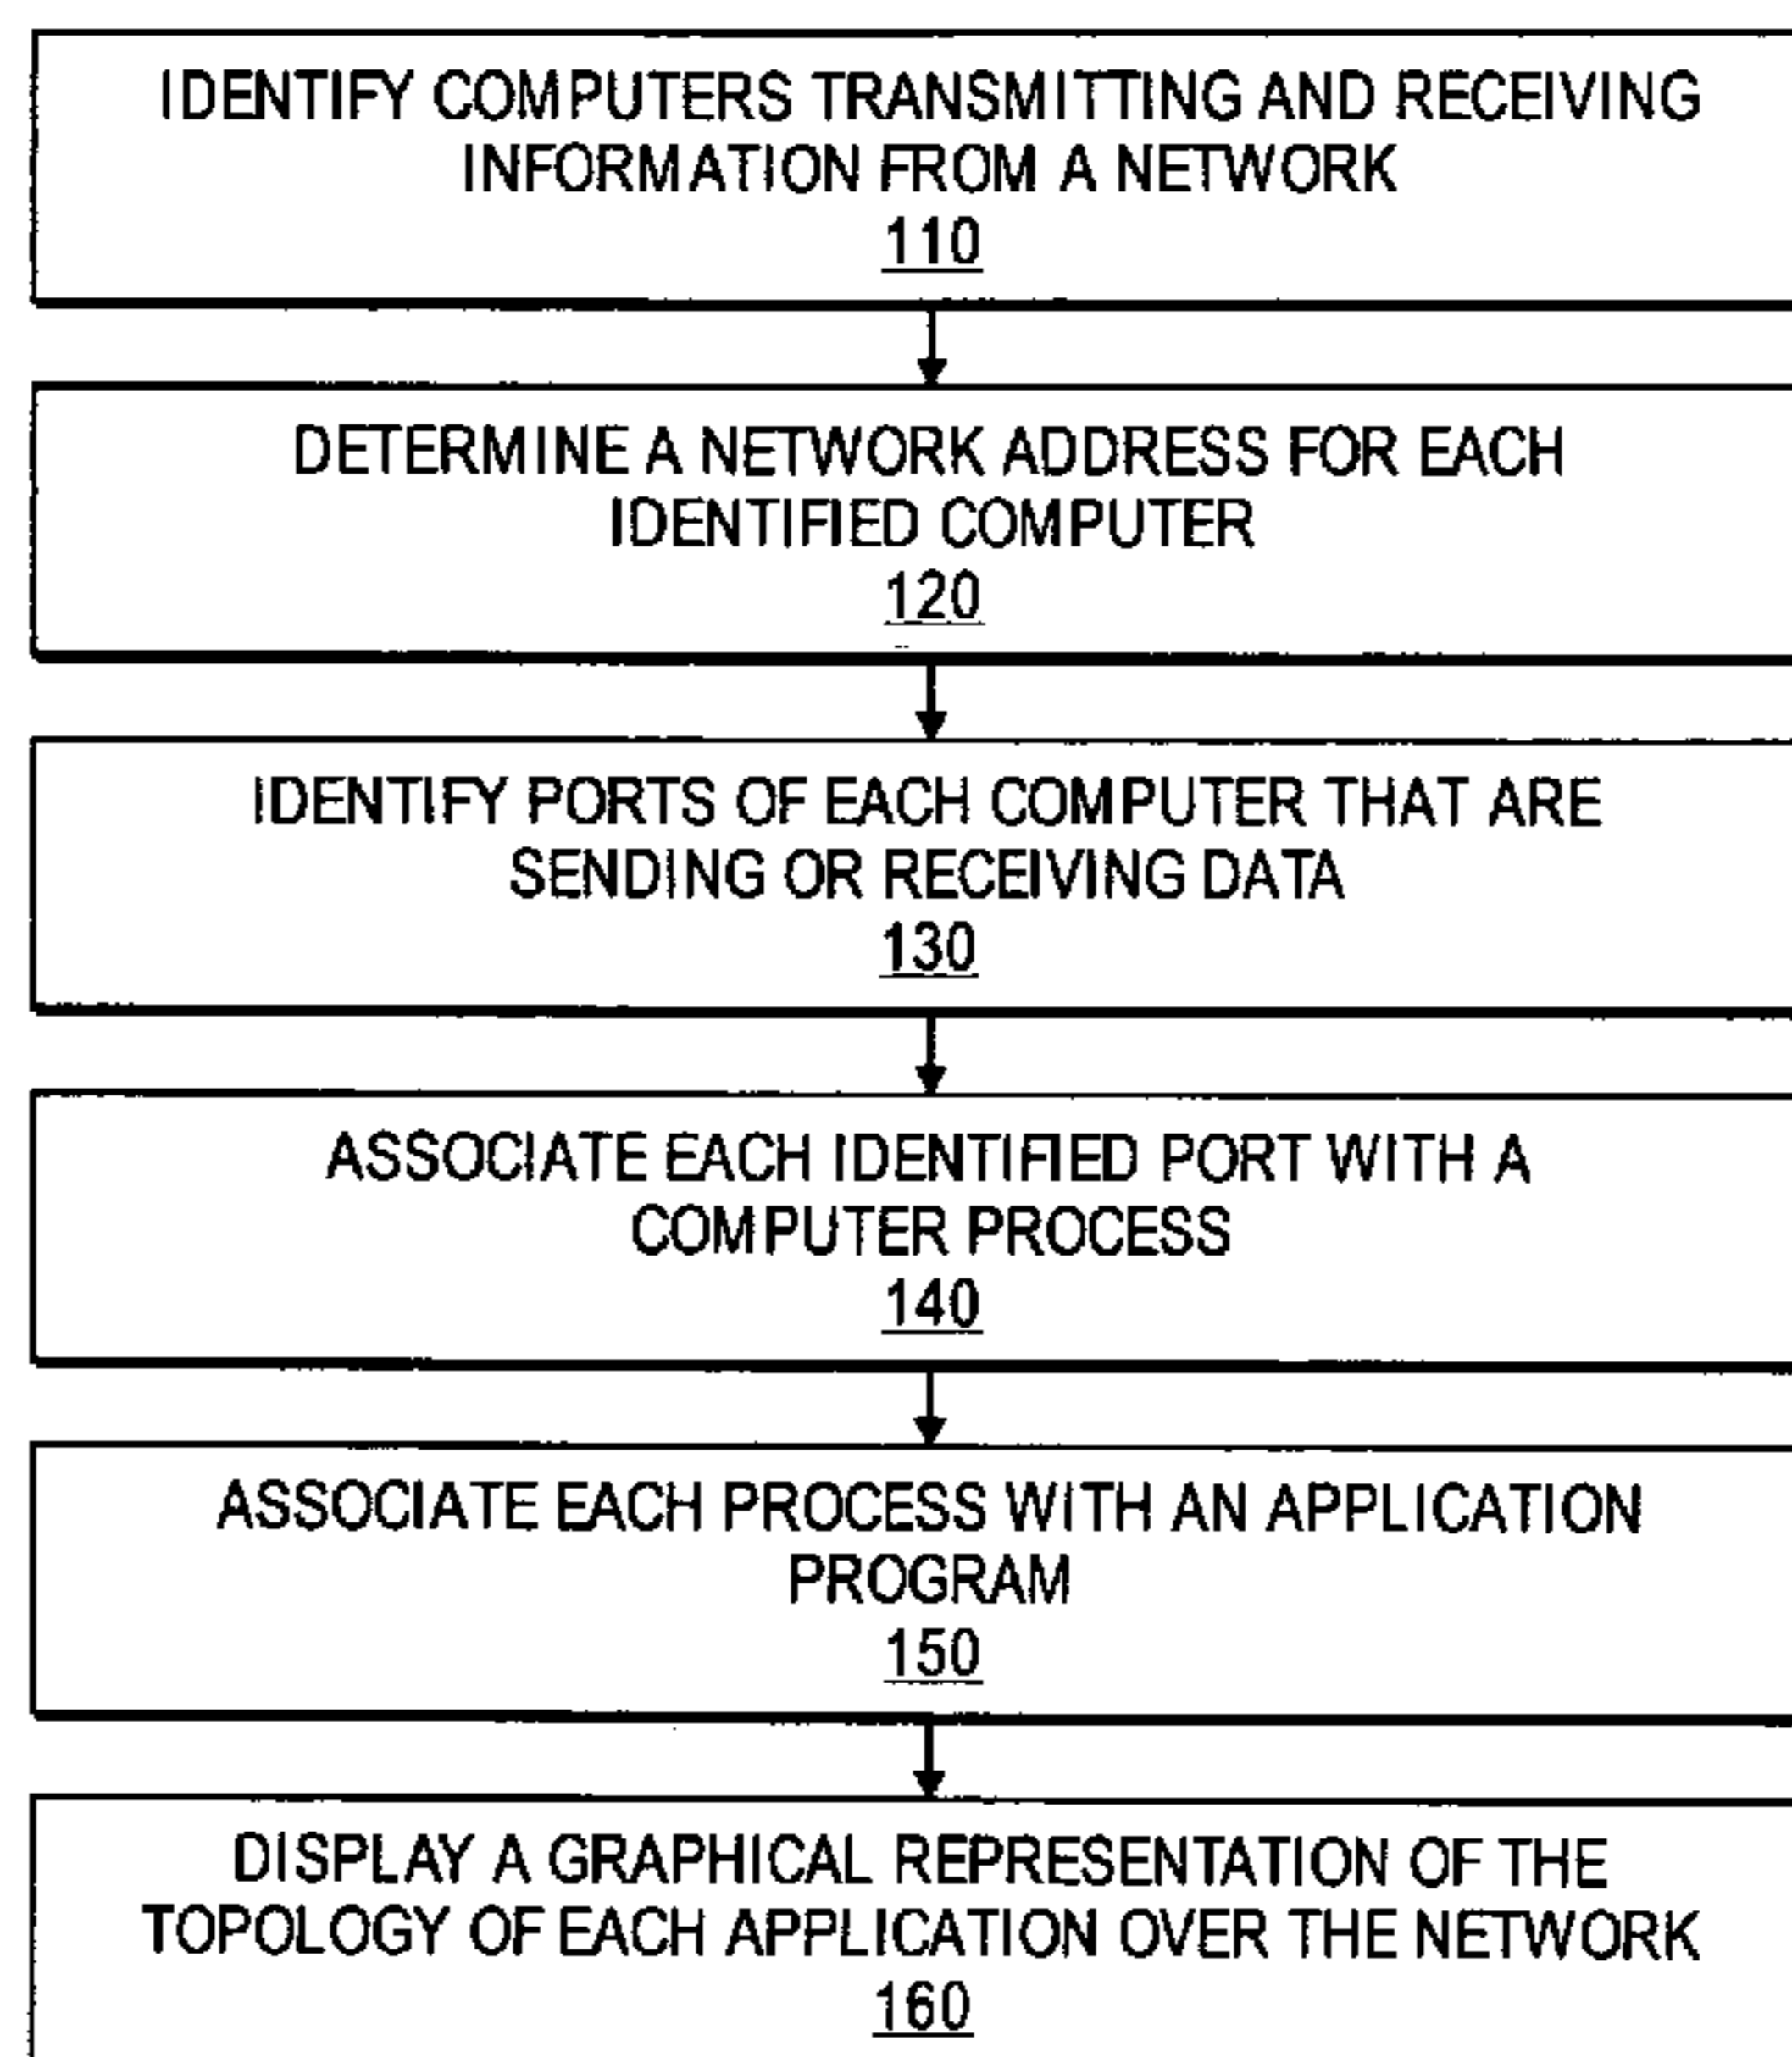 IDENTIFY COMPUTERS TRANSMITTING AND RECEIVING
INFORMATION FROM A NETWORK
110
DETERMINE A NETWORK ADDRESS FOR EACH
IDENTIFIED COMPUTER
120
IDENTIFY PORTS OF EACH COMPUTER THAT ARE
SENDING OR RECEIVING DATA
130
ASSOCIATE EACH IDENTIFIED PORT WITH A
COMPUTER PROCESS
140
ASSOCIATE EACH PROCESS WITH AN APPLICATION
PROGRAM
150
DISPLAY A GRAPHICAL REPRESENTATION OF THE
TOPOLOGY OF EACH APPLICATION OVER THE NETWORK
160